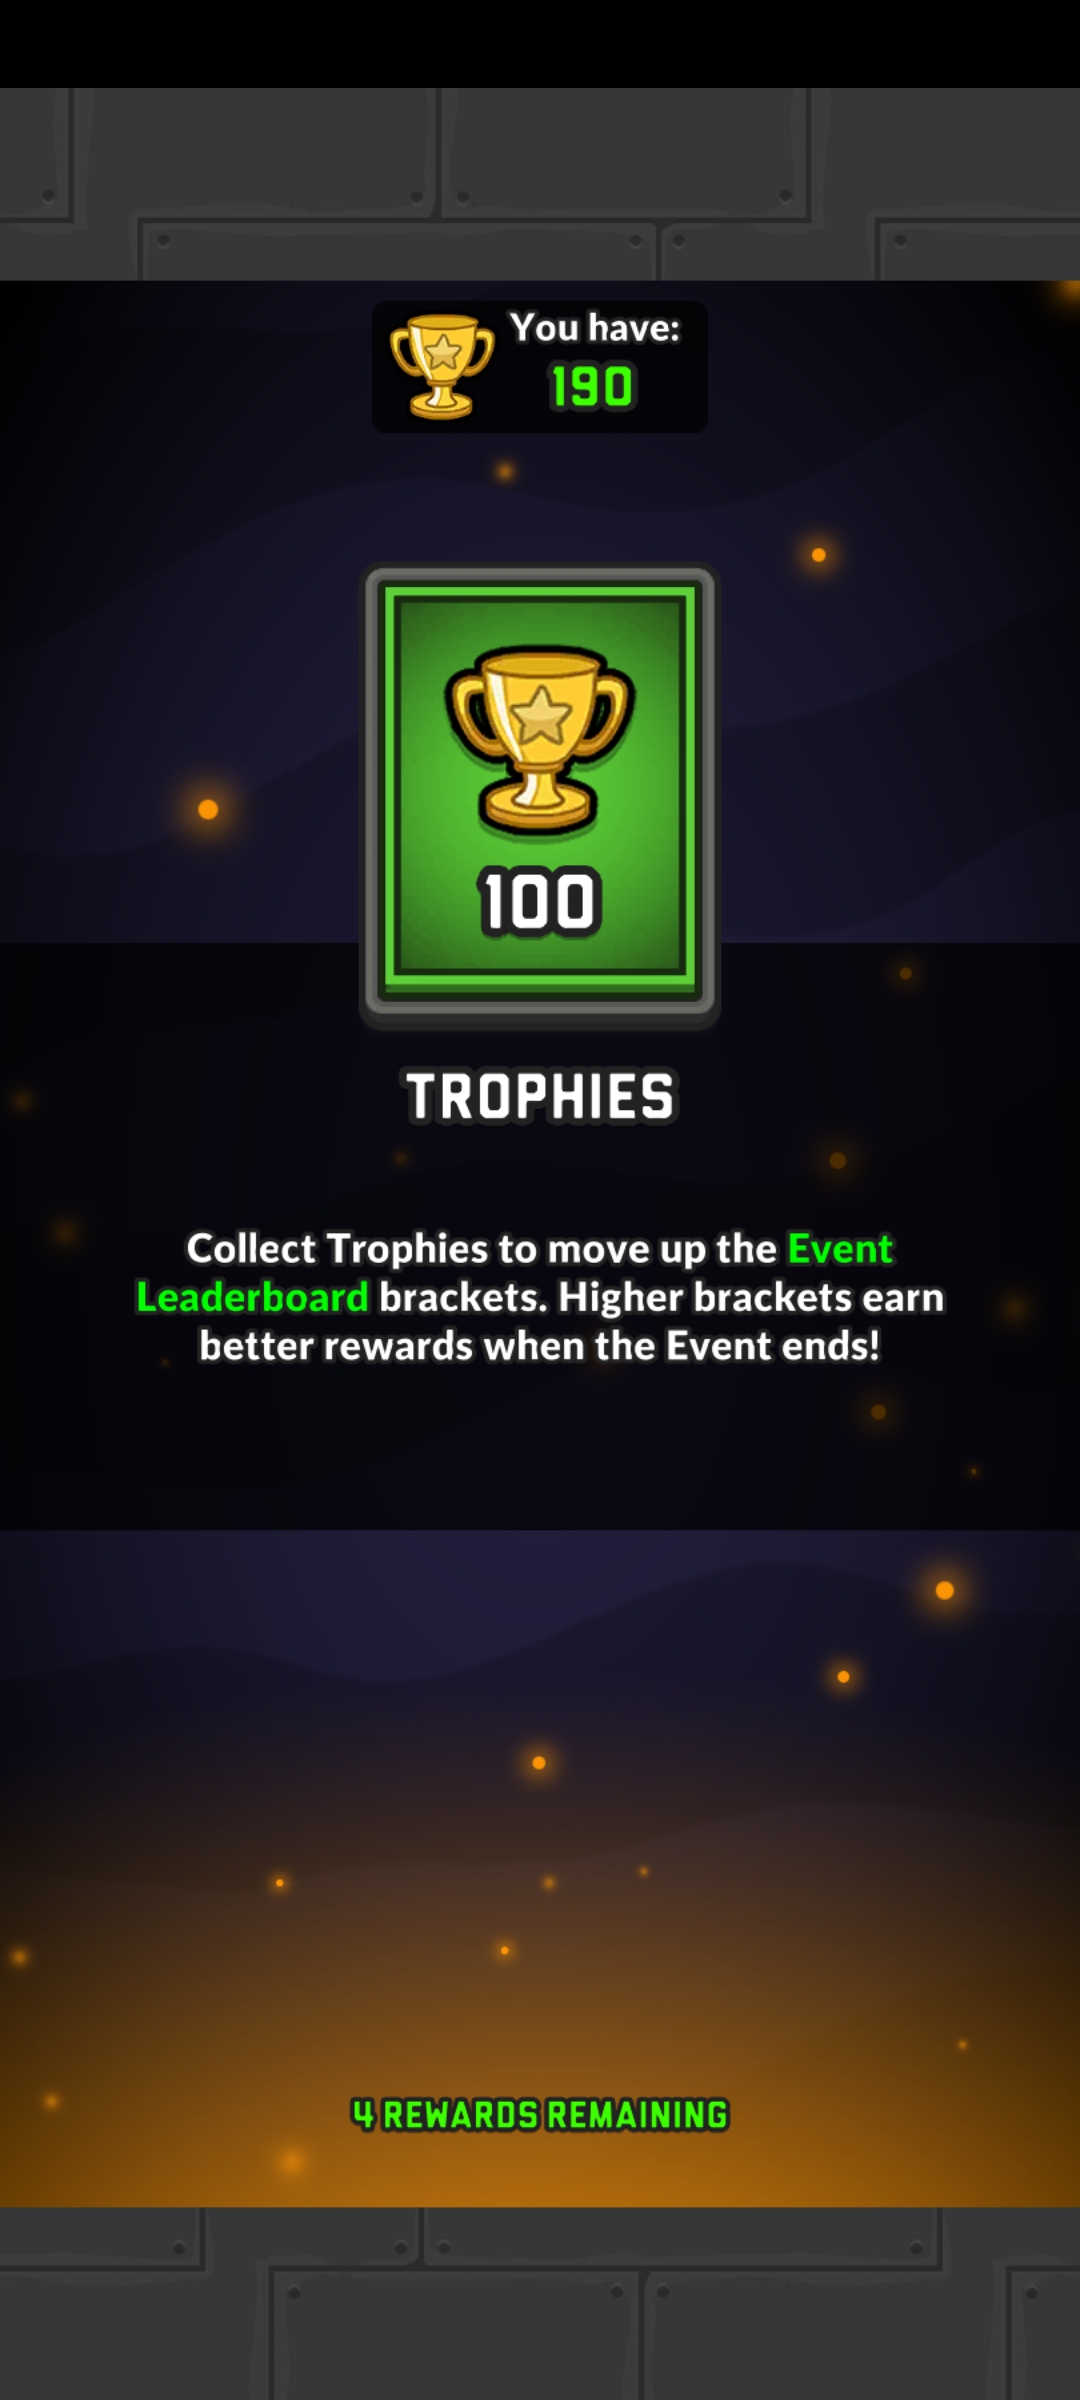 You have:
190
100
TROPHIES
Collect Trophies to move up the Event
Leaderboard brackets. Higher brackets earn
better rewards when the Event ends!
4 REWARDS REMAINING